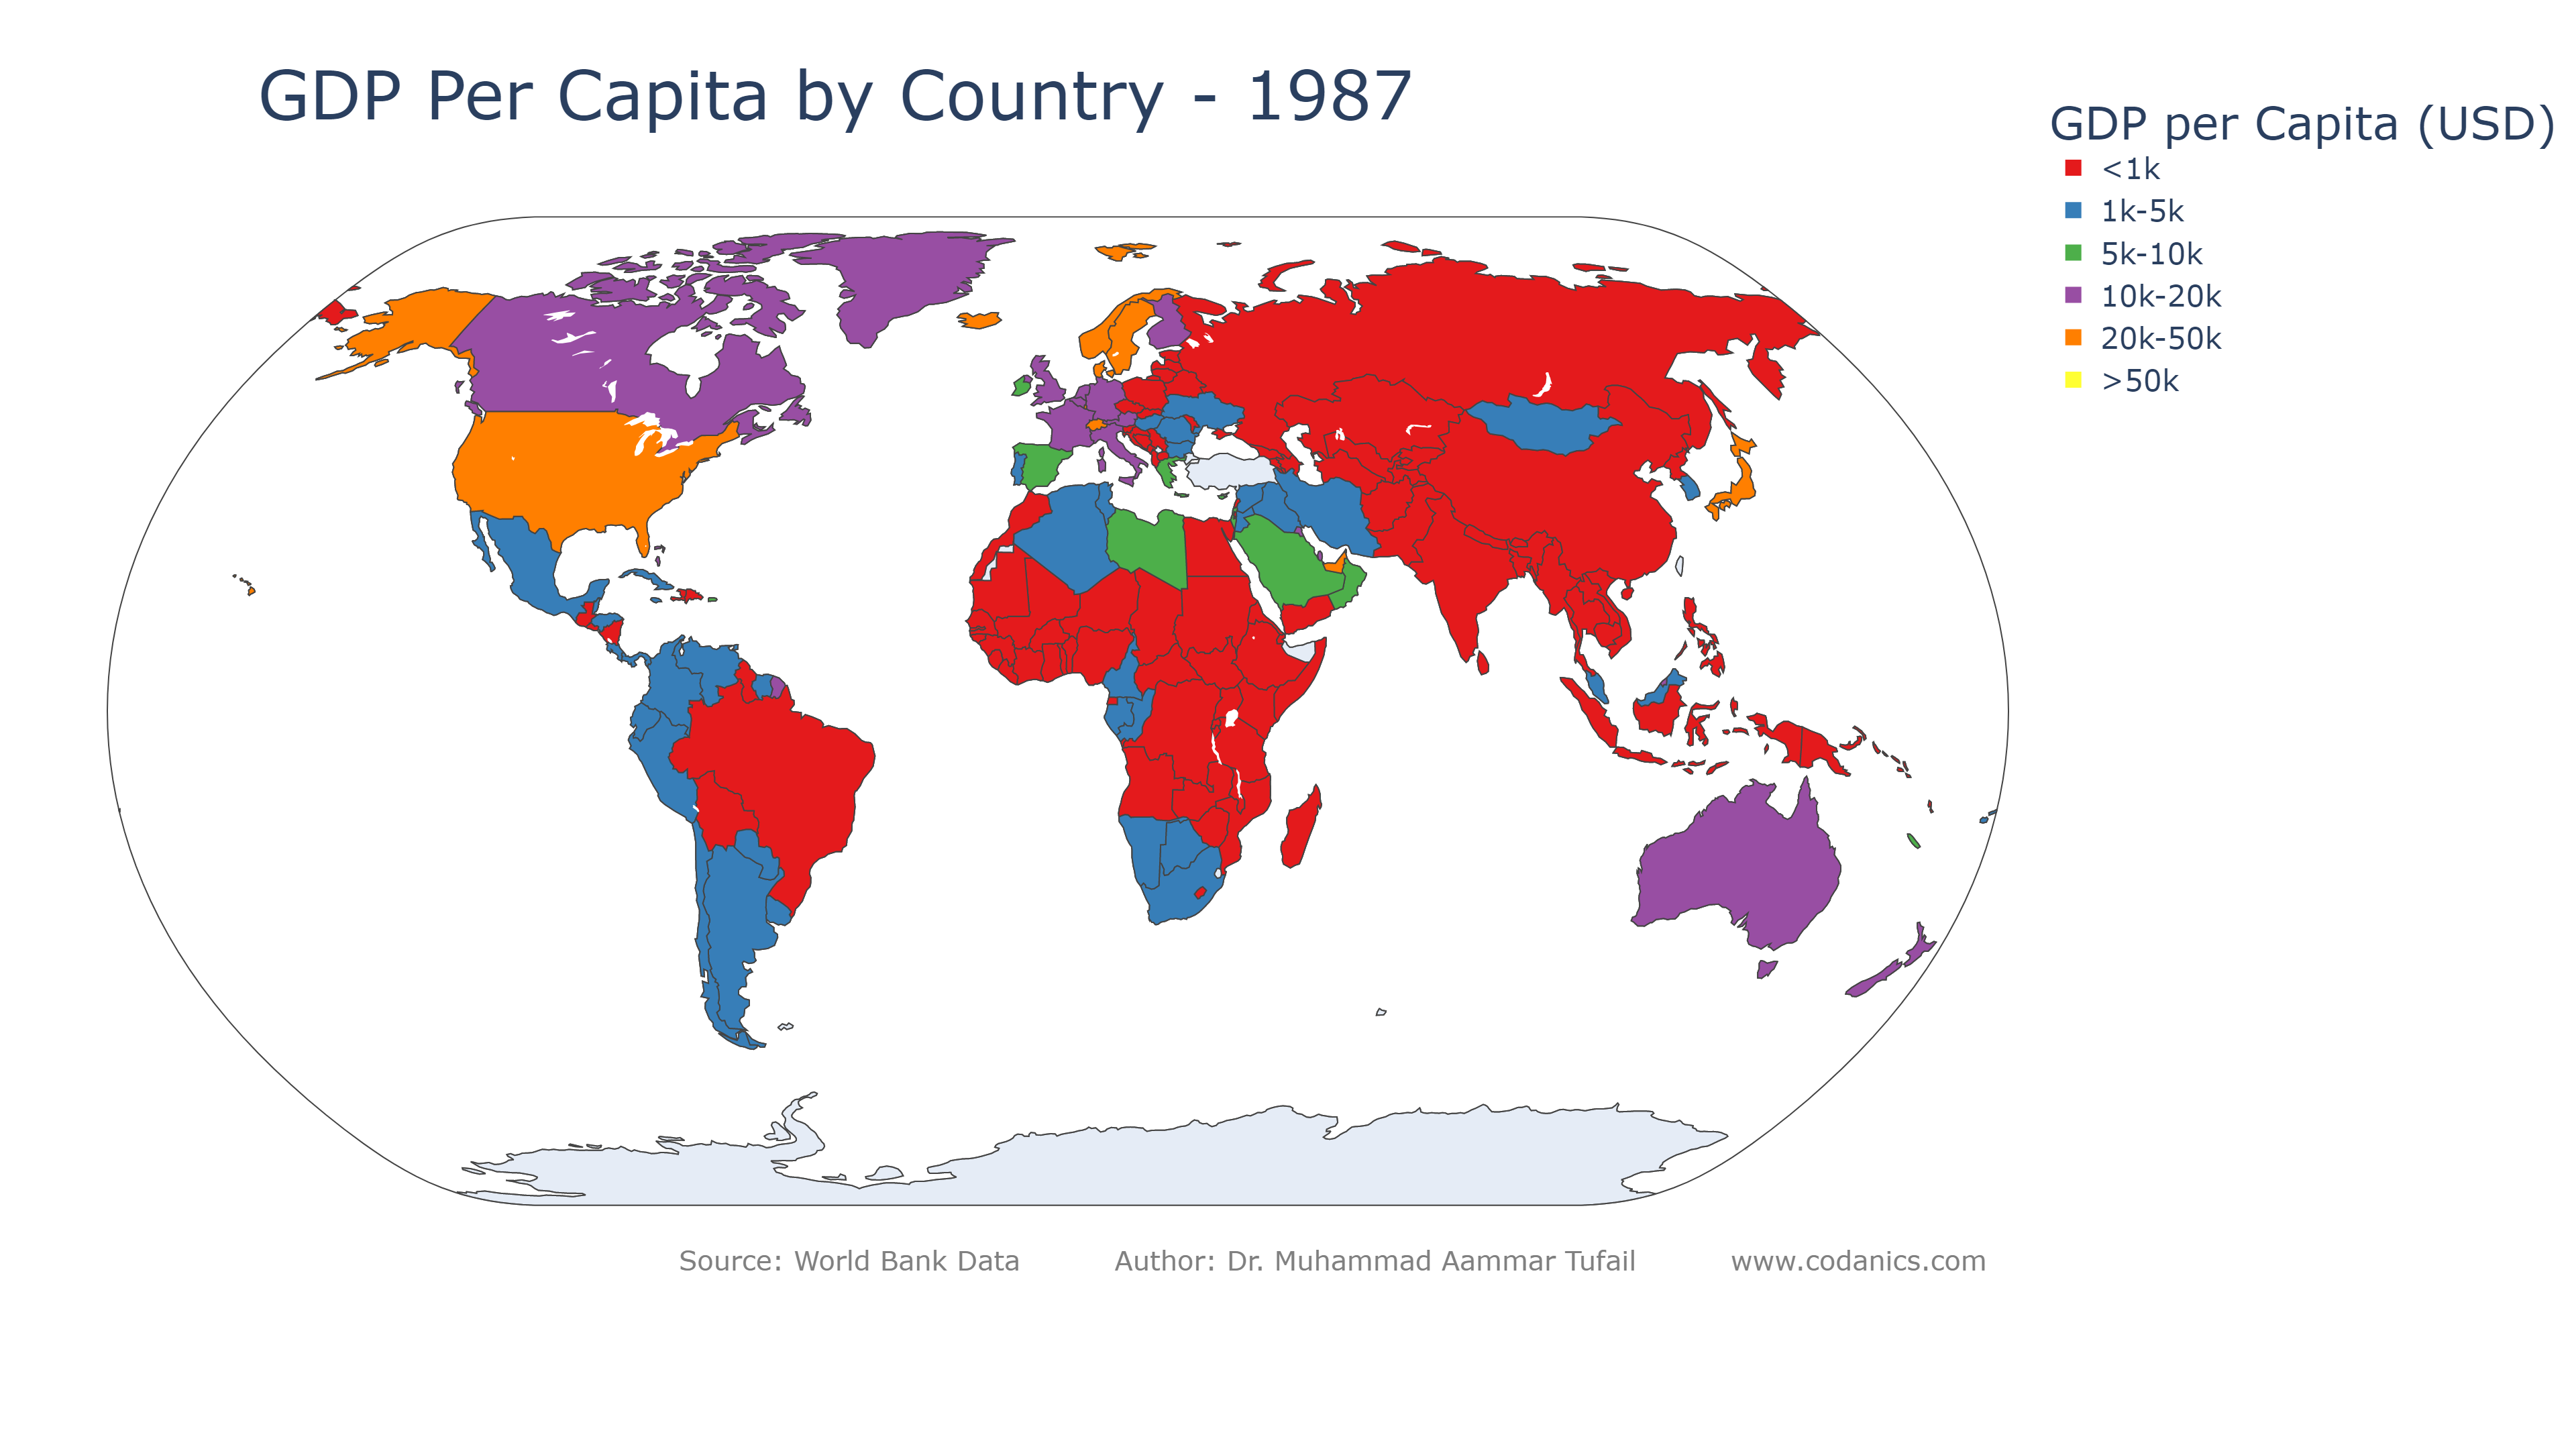 GDP Per Capita by Country - 1987
GDP per Capita (USD)
<1k
1k-5k
5k-10k
10k-20k
20k-50k
>50k
Source: World Bank Data Author: Dr. Muhammad Aammar Tufail www.codanics.com